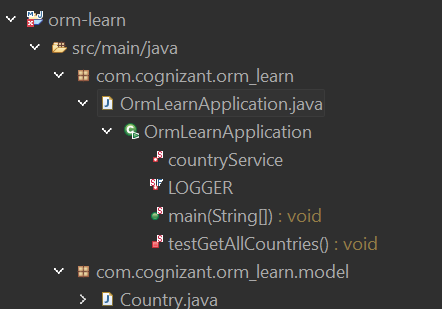 orm-learn
src/main/java
com.cognizant.orm_learn
OrmLearnApplication.java
OrmLearnApplication
countryService
LOGGER
main(String[]) : void
testGetAllCountries() : void
com.cognizant.orm_learn.model
Country.java